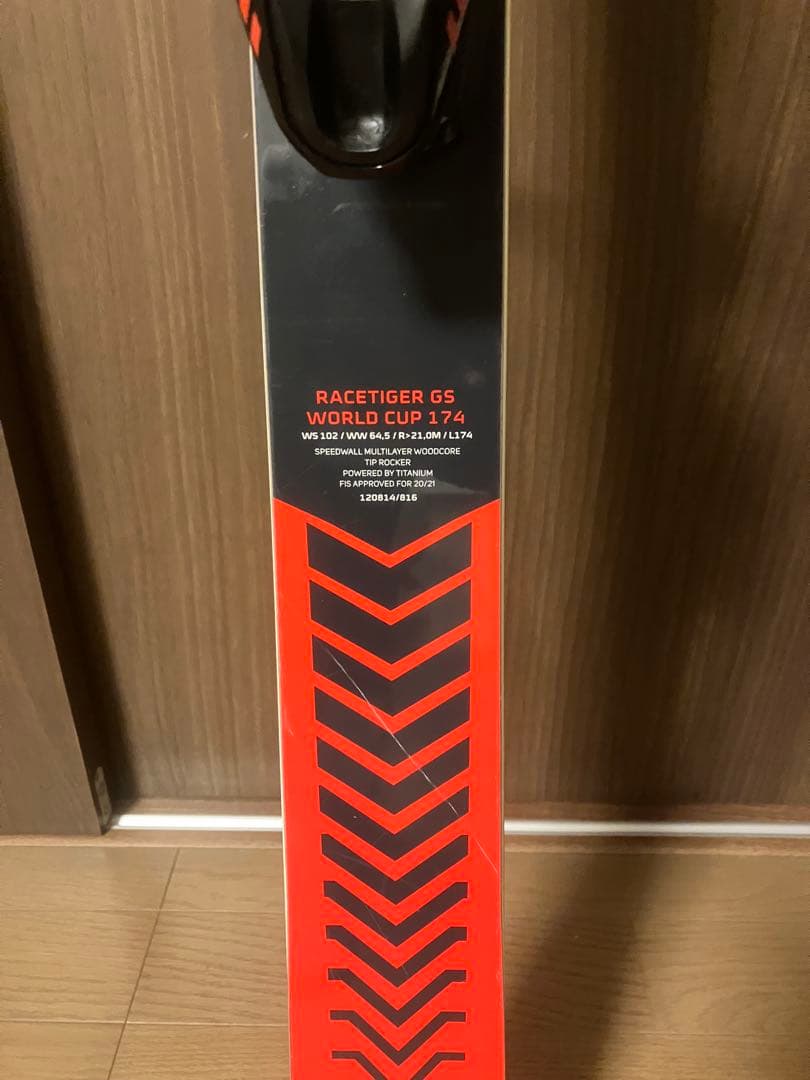 RACETIGER GS
WORLD CUP 174
WS 102 / WW 64,5 / R>21,0M / L174
SPEEDWALL MULTILAYER WOODCORE
TIP ROCKER
POWERED BY TITANIUM
FIS APPROVED FOR 20/21
120814/816